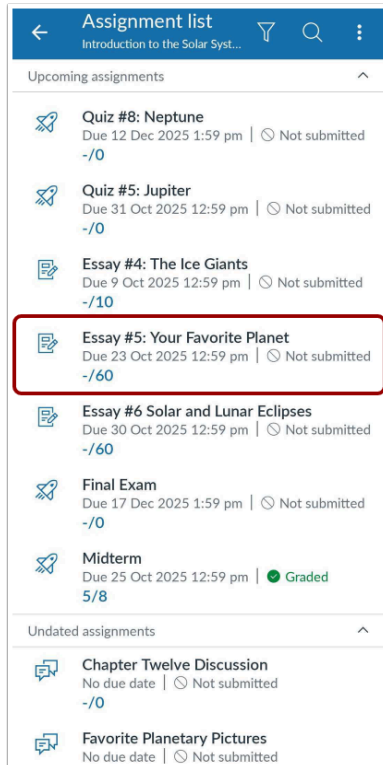 Assignment list
Introduction to the Solar Syst...
Upcoming assignments
Quiz #8: Neptune
Due 12 Dec 2025 1:59 pm | Not submitted
-/0
Quiz #5: Jupiter
Due 31 Oct 2025 12:59 pm | Not submitted
-/0
Essay #4: The Ice Giants
Due 9 Oct 2025 12:59 pm | Not submitted
-/10
Essay #5: Your Favorite Planet
Due 23 Oct 2025 12:59 pm | Not submitted
-/60
Essay #6 Solar and Lunar Eclipses
Due 30 Oct 2025 12:59 pm | Not submitted
-/60
Final Exam
Due 17 Dec 2025 1:59 pm | Not submitted
-/0
Midterm
Due 25 Oct 2025 12:59 pm | Graded
5/8
Undated assignments
Chapter Twelve Discussion
No due date | Not submitted
-/0
Favorite Planetary Pictures
No due date | Not submitted